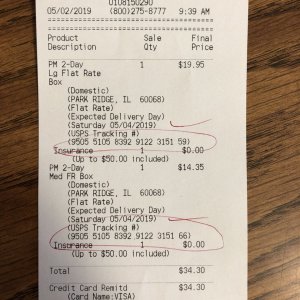 0108150290
05/02/2019 (800)275-8777 9:39 AM
Product Sale Final
Description Qty Price
PM 2-Day 1 $19.95
Lg Flat Rate
Box
(Domestic)
(PARK RIDGE, IL 60068)
(Flat Rate)
(Expected Delivery Day)
(Saturday 05/04/2019)
(USPS Tracking #)
(9505 5105 8392 9122 3151 59)
Insurance 1 $0.00
(Up to $50.00 included)
PM 2-Day 1 $14.35
Med FR Box
(Domestic)
(PARK RIDGE, IL 60068)
(Flat Rate)
(Expected Delivery Day)
(Saturday 05/04/2019)
(USPS Tracking #)
(9505 5105 8392 9122 3151 66)
Insurance 1 $0.00
(Up to $50.00 included)
Total $34.30
Credit Card Remitd $34.30
(Card Name:VISA)